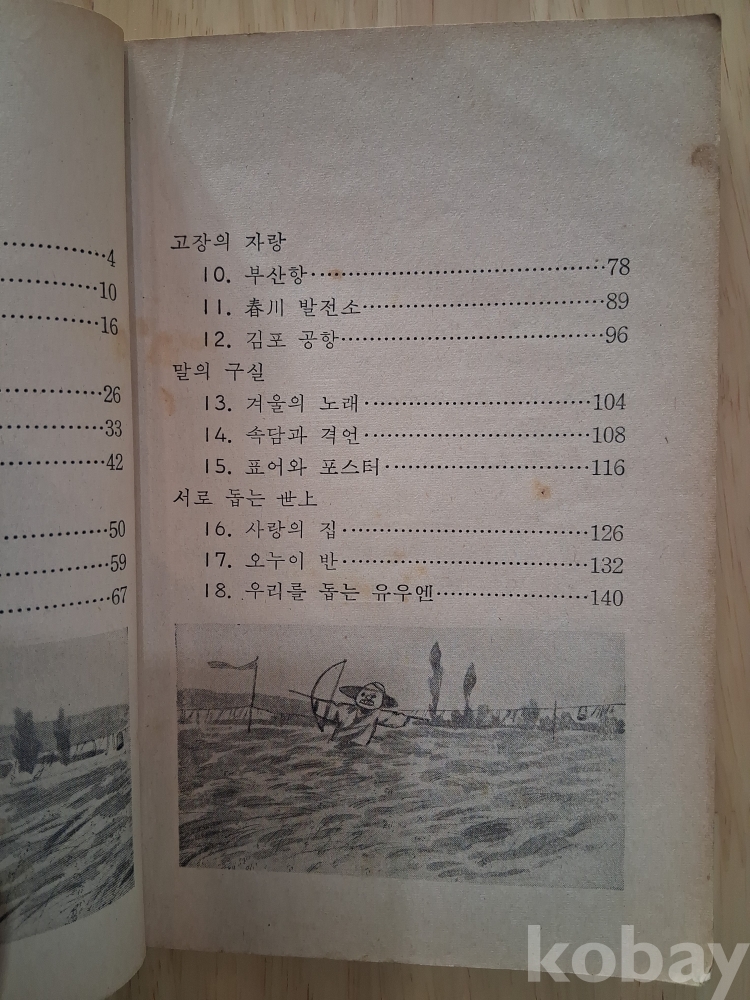 4
10
16
26
33
42
50
59
67
고장의 자랑
10. 부산항 78
11. 春川 발전소 89
12. 김포 공항 96
말의 구실
13. 겨울의 노래 104
14. 속담과 격언 108
15. 표어와 포스터 116
서로 돕는 世上
16. 사랑의 집 126
17. 오누이 반 132
18. 우리를 돕는 유우엔 140
kobay